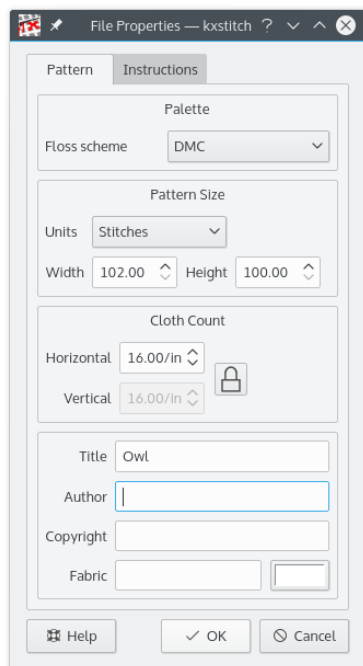 File Properties — kxstitch
Pattern Instructions
Palette
Floss scheme DMC
Pattern Size
Units Stitches
Width 102.00 Height 100.00
Cloth Count
Horizontal 16.00/in
Vertical 16.00/in
Title Owl
Author
Copyright
Fabric
Help OK Cancel